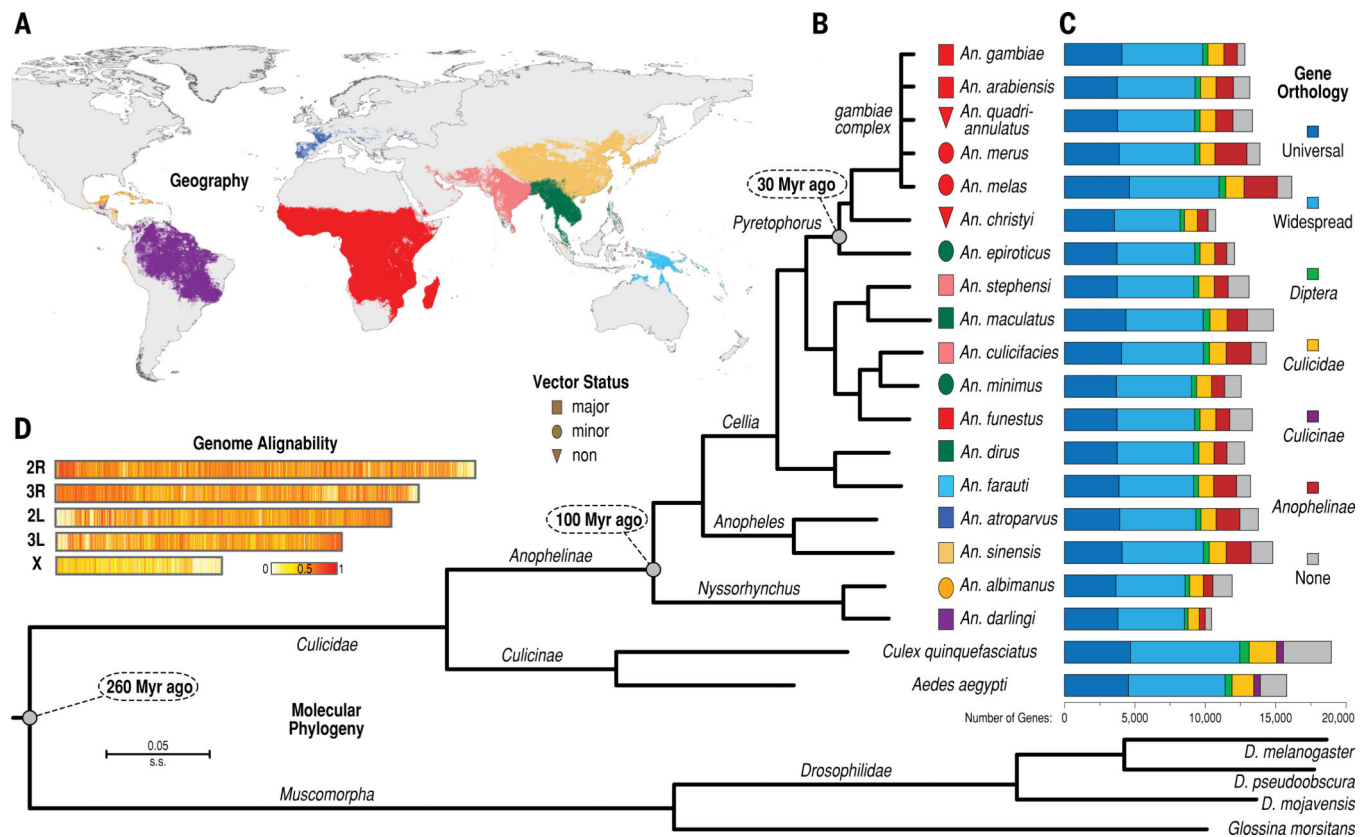 A
B
C
Geography
gambiae
complex
30 Myr ago
Pyretophorus
Cellia
100 Myr ago
Anopheles
Anophelinae
Nyssorhynchus
Culicidae
Culicinae
260 Myr ago
Molecular
Phylogeny
0.05
s.s.
Muscomorpha
Drosophilidae
Vector Status
major
minor
non
D
Genome Alignability
2R
3R
2L
3L
X
0
0.5
1
An. gambiae
An. arabiensis
An. quadri-
annulatus
An. merus
An. melas
An. christyi
An. epiroticus
An. stephensi
An. maculatus
An. culicifacies
An. minimus
An. funestus
An. dirus
An. farauti
An. atroparvus
An. sinensis
An. albimanus
An. darlingi
Culex quinquefasciatus
Aedes aegypti
D. melanogaster
D. pseudoobscura
D. mojavensis
Glossina morsitans
Gene
Orthology
Universal
Widespread
Diptera
Culicidae
Culicinae
Anophelinae
None
Number of Genes: 0 5,000 10,000 15,000 20,000